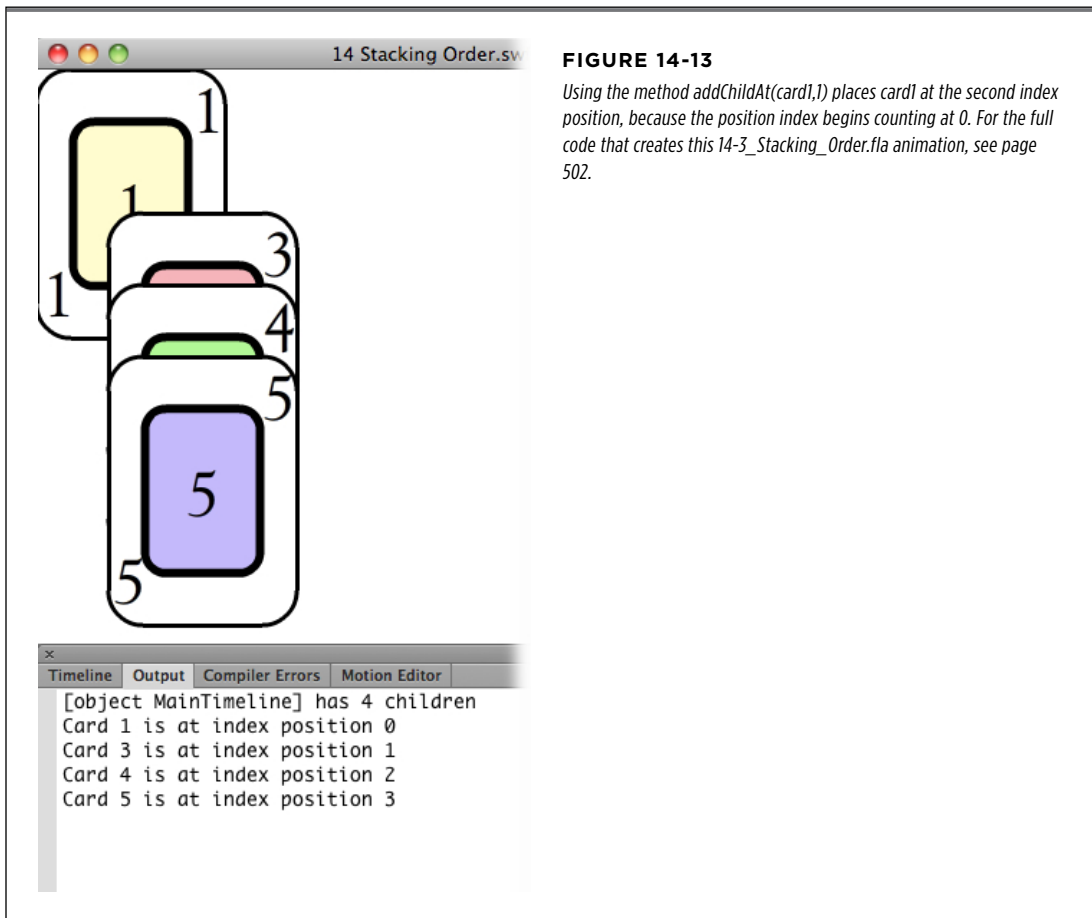 14 Stacking Order.sw
1
1
1
3
4
5
5
5
FIGURE 14-13
Using the method addChildAt(card1,1) places card1 at the second index
position, because the position index begins counting at 0. For the full
code that creates this 14-3_Stacking_Order.fla animation, see page
502.
Timeline Output Compiler Errors Motion Editor
[object MainTimeline] has 4 children
Card 1 is at index position 0
Card 3 is at index position 1
Card 4 is at index position 2
Card 5 is at index position 3